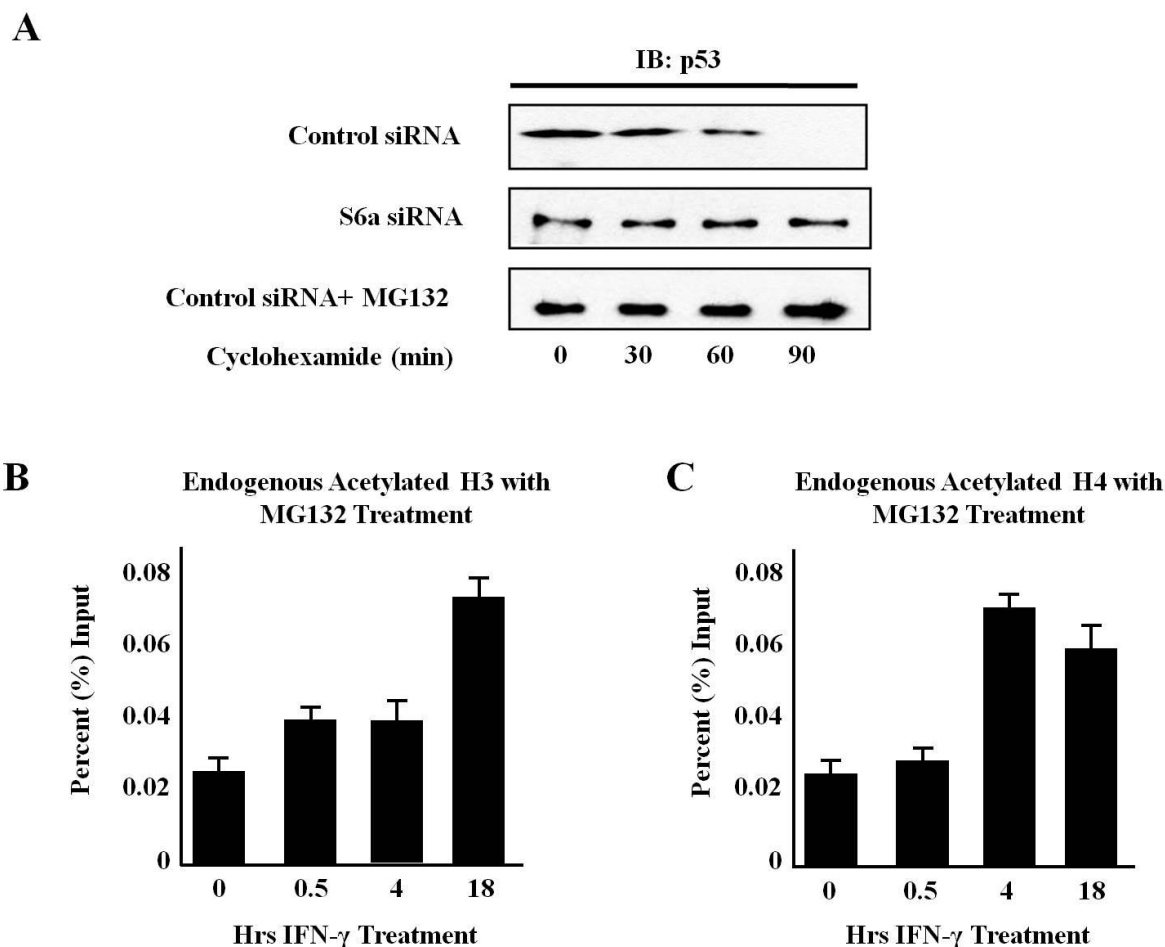 A
IB: p53
Control siRNA
S6a siRNA
Control siRNA+ MG132
Cyclohexamide (min)
0 30 60 90
B
Endogenous Acetylated H3 with
MG132 Treatment
Percent (%) Input
0.08
0.06
0.04
0.02
0
0 0.5 4 18
Hrs IFN-γ Treatment
C
Endogenous Acetylated H4 with
MG132 Treatment
Percent (%) Input
0.08
0.06
0.04
0.02
0
0 0.5 4 18
Hrs IFN-γ Treatment